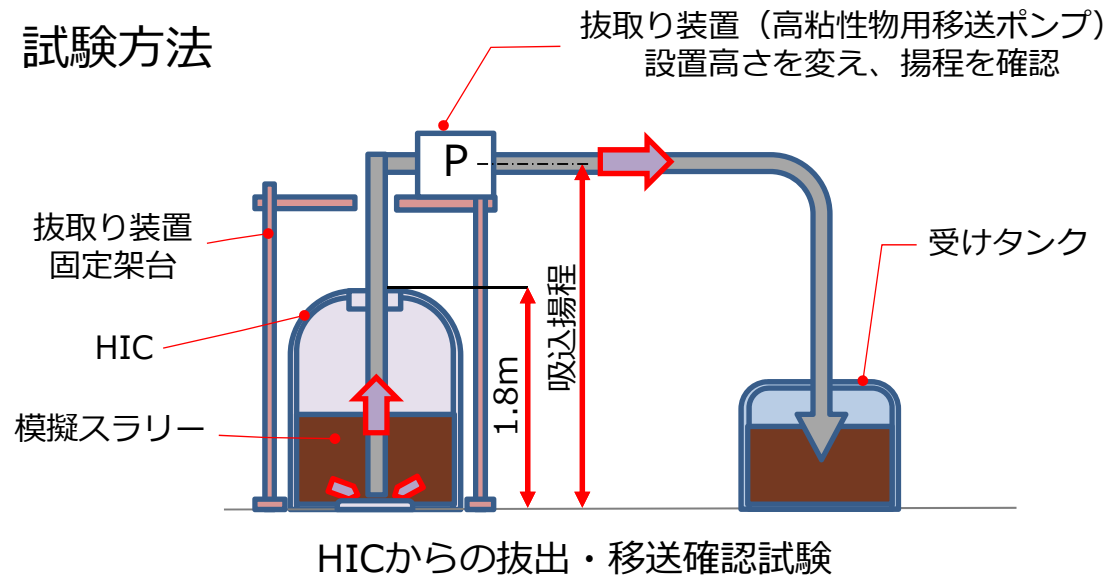 試験方法
抜取り装置（高粘性物用移送ポンプ）
設置高さを変え、揚程を確認
P
抜取り装置
固定架台
受けタンク
HIC
吸込揚程
1.8m
模擬スラリー
HICからの抜出・移送確認試験